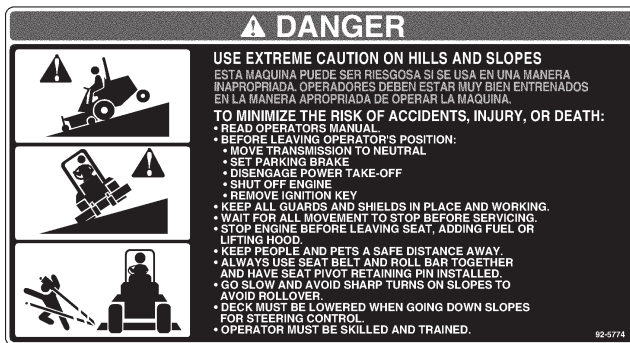 DANGER
USE EXTREME CAUTION ON HILLS AND SLOPES
ESTA MAQUINA PUEDE SER RIESGOSA SI SE USA EN UNA MANERA
INAPROPRIADA. OPERADORES DEBEN ESTAR MUY BIEN ENTRENADOS
EN LA MANERA APROPRIADA DE OPERAR LA MAQUINA.
TO MINIMIZE THE RISK OF ACCIDENTS, INJURY, OR DEATH:
• READ OPERATORS MANUAL.
• BEFORE LEAVING OPERATOR'S POSITION:
• MOVE TRANSMISSION TO NEUTRAL
• SET PARKING BRAKE
• DISENGAGE POWER TAKE-OFF
• SHUT OFF ENGINE
• REMOVE IGNITION KEY
• KEEP ALL GUARDS AND SHIELDS IN PLACE AND WORKING.
• WAIT FOR ALL MOVEMENT TO STOP BEFORE SERVICING.
• STOP ENGINE BEFORE LEAVING SEAT, ADDING FUEL OR
LIFTING HOOD.
• KEEP PEOPLE AND PETS A SAFE DISTANCE AWAY.
• ALWAYS USE SEAT BELT AND ROLL BAR TOGETHER
AND HAVE SEAT PIVOT RETAINING PIN INSTALLED.
• GO SLOW AND AVOID SHARP TURNS ON SLOPES TO
AVOID ROLLOVER.
• DECK MUST BE LOWERED WHEN GOING DOWN SLOPES
FOR STEERING CONTROL.
• OPERATOR MUST BE SKILLED AND TRAINED.
92-5774